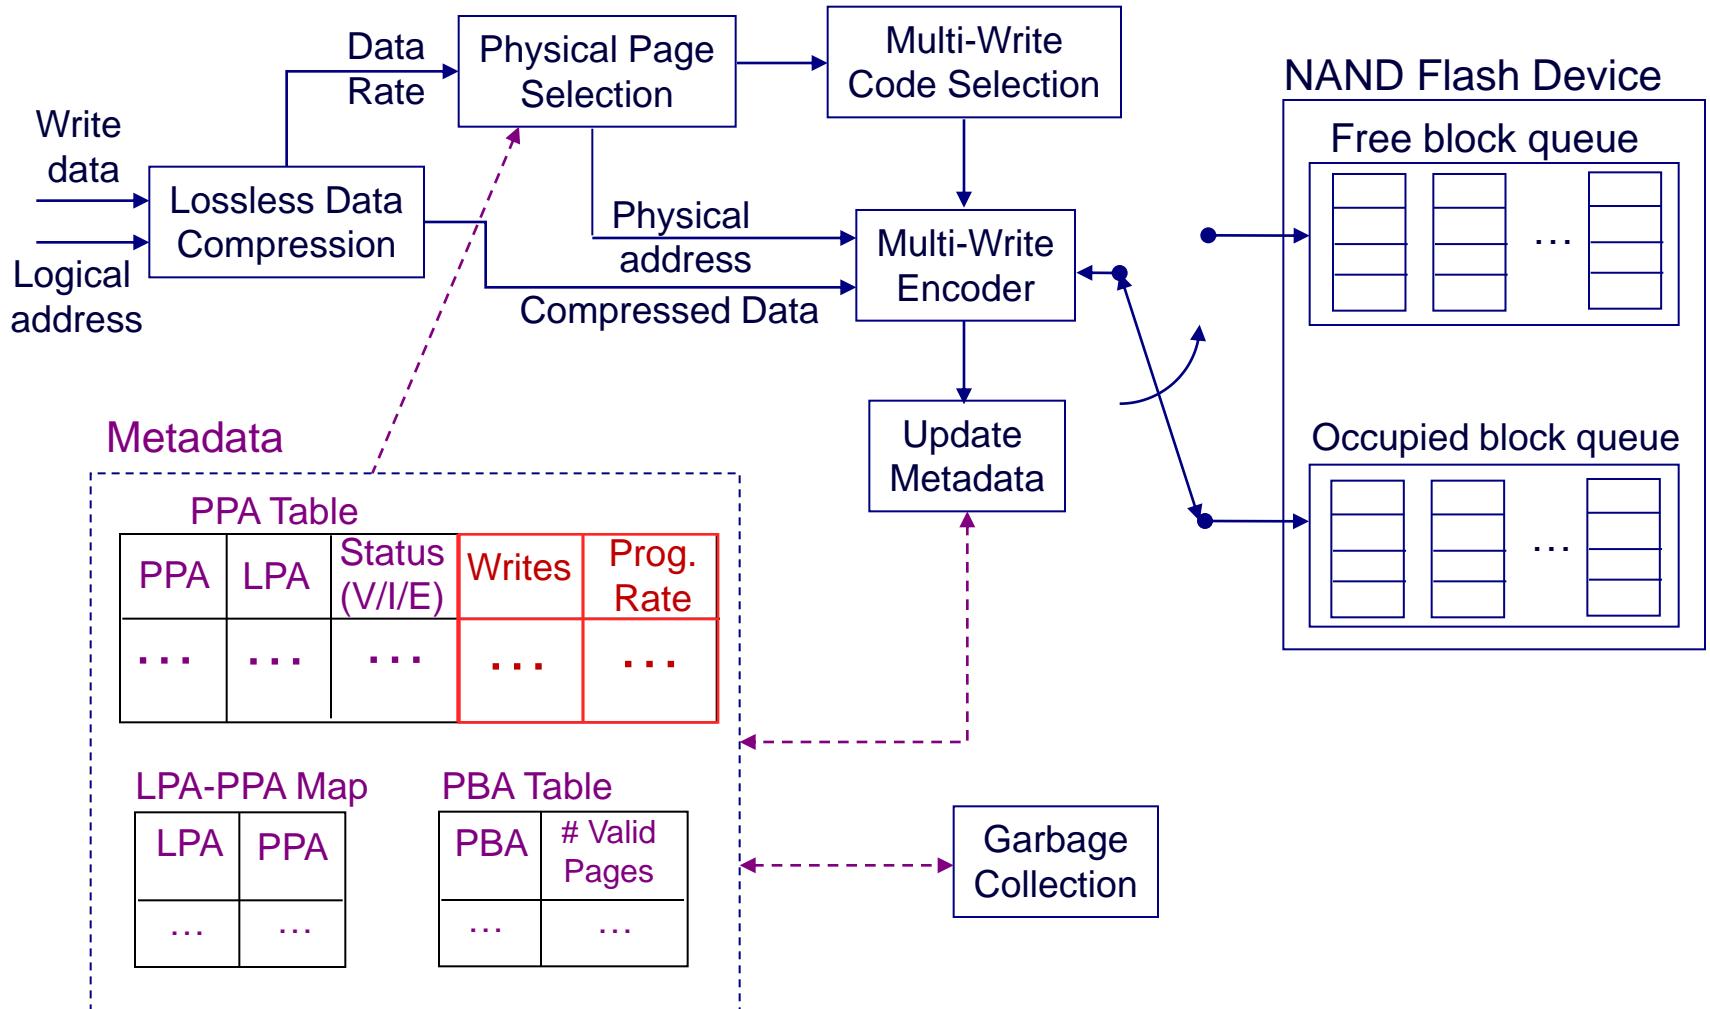 Write
data
Logical
address
Lossless Data
Compression
Data
Rate
Physical Page
Selection
Multi-Write
Code Selection
Physical
address
Compressed Data
Multi-Write
Encoder
Update
Metadata
NAND Flash Device
Free block queue
...
Occupied block queue
...
Metadata
PPA Table
PPA
LPA
Status
(V/I/E)
Writes
Prog.
Rate
... ... ... ... ...
LPA-PPA Map
LPA
PPA
... ...
PBA Table
PBA
# Valid
Pages
... ...
Garbage
Collection